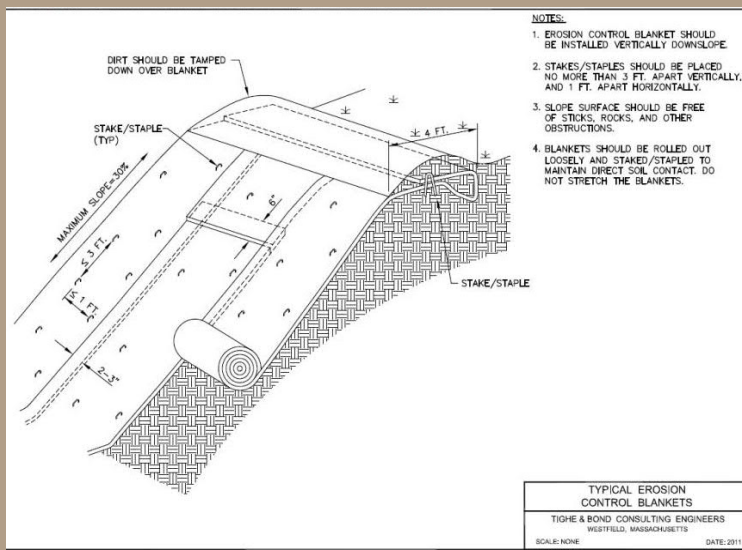 NOTES:
1. EROSION CONTROL BLANKET SHOULD
BE INSTALLED VERTICALLY DOWNSLOPE.
2. STAKES/STAPLES SHOULD BE PLACED
NO MORE THAN 3 FT. APART VERTICALLY,
AND 1 FT. APART HORIZONTALLY.
3. SLOPE SURFACE SHOULD BE FREE
OF STICKS, ROCKS, AND OTHER
OBSTRUCTIONS.
4. BLANKETS SHOULD BE ROLLED OUT
LOOSELY AND STAKED/STAPLED TO
MAINTAIN DIRECT SOIL CONTACT. DO
NOT STRETCH THE BLANKETS.
DIRT SHOULD BE TAMPED
DOWN OVER BLANKET
STAKE/STAPLE
(TYP)
4 FT.
MAXIMUM SLOPE=30%
6"
≤ 3 FT.
≤ 1 FT.
STAKE/STAPLE
2-3"
TYPICAL EROSION
CONTROL BLANKETS
TIGHE & BOND CONSULTING ENGINEERS
WESTFIELD, MASSACHUSETTS
SCALE: NONE
DATE: 2011